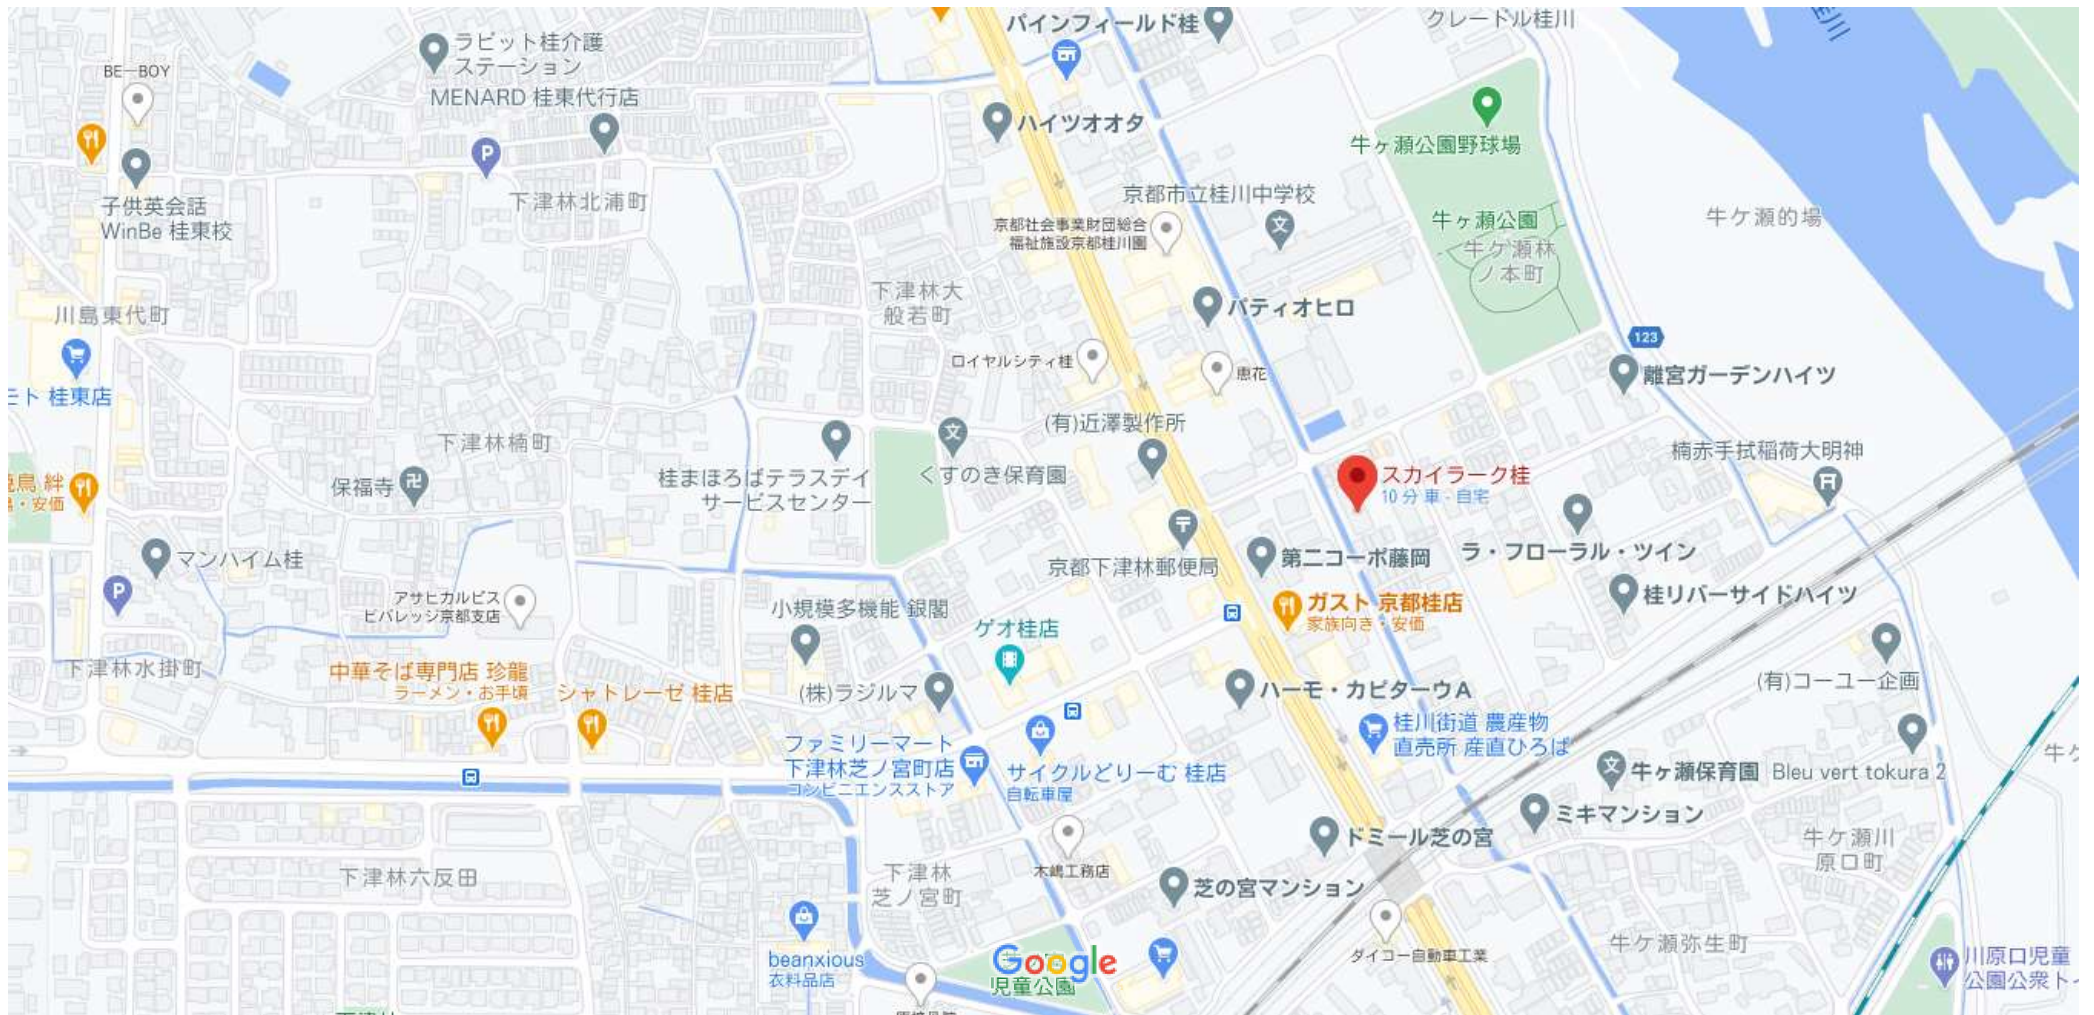 パインフィールド桂
クレードル桂川
桂川
ラビット桂介護
ステーション
BE－BOY
MENARD 桂東代行店
ハイツオオタ
牛ヶ瀬公園野球場
P
子供英会話
WinBe 桂東校
下津林北浦町
京都市立桂川中学校
文
京都社会事業財団総合
福祉施設京都桂川園
牛ヶ瀬公園
牛ケ瀬林
ノ本町
牛ケ瀬的場
川島東代町
下津林大
般若町
パティオヒロ
123
ロイヤルシティ桂
恵花
離宮ガーデンハイツ
モト 桂東店
(有)近澤製作所
下津林楠町
文
くすのき保育園
楠赤手拭稲荷大明神
桂まほろばテラスデイ
サービスセンター
スカイラーク桂
10 分 車 - 自宅
保福寺
卍
鳥 絆
・安価
マンハイム桂
P
京都下津林郵便局
〒
第二コーポ藤岡
ラ・フローラル・ツイン
アサヒカルピス
ビバレッジ京都支店
小規模多機能 銀閣
ガスト 京都桂店
家族向き・安価
桂リバーサイドハイツ
ゲオ桂店
下津林水掛町
中華そば専門店 珍龍
ラーメン・お手頃
シャトレーゼ 桂店
(株)ラジルマ
ハーモ・カピターウA
(有)コーユー企画
桂川街道 農産物
直売所 産直ひろば
ファミリーマート
下津林芝ノ宮町店
コンビニエンスストア
サイクルどりーむ 桂店
自転車屋
文
牛ヶ瀬保育園
Bleu vert tokura 2
牛ケ
ミキマンション
ドミール芝の宮
牛ケ瀬川
原口町
下津林六反田
下津林
芝ノ宮町
木嶋工務店
芝の宮マンション
ダイコー自動車工業
牛ケ瀬弥生町
beanxious
衣料品店
Google
児童公園
川原口児童
公園公衆トイ